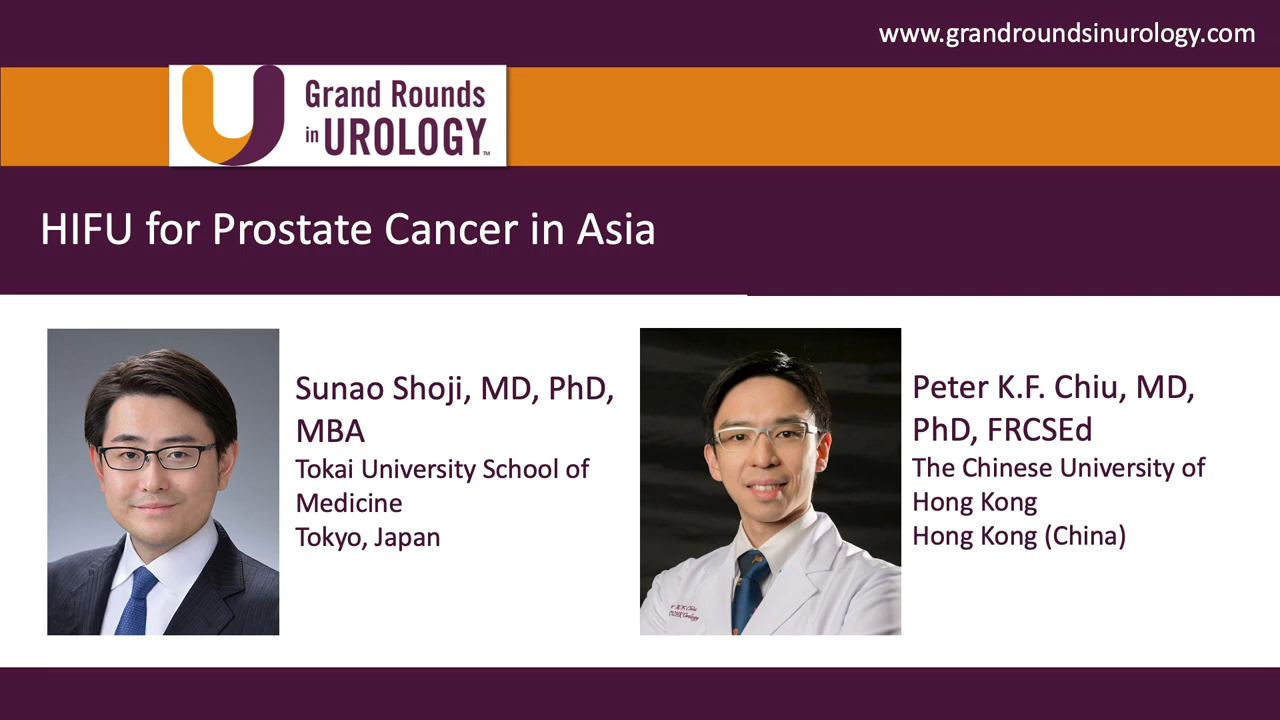 www.grandroundsinurology.com
Grand Rounds
in UROLOGY™
HIFU for Prostate Cancer in Asia
Sunao Shoji, MD, PhD,
MBA
Tokai University School of
Medicine
Tokyo, Japan
Peter K.F. Chiu, MD,
PhD, FRCSEd
The Chinese University of
Hong Kong
Hong Kong (China)
K.F. Chiu
Urology